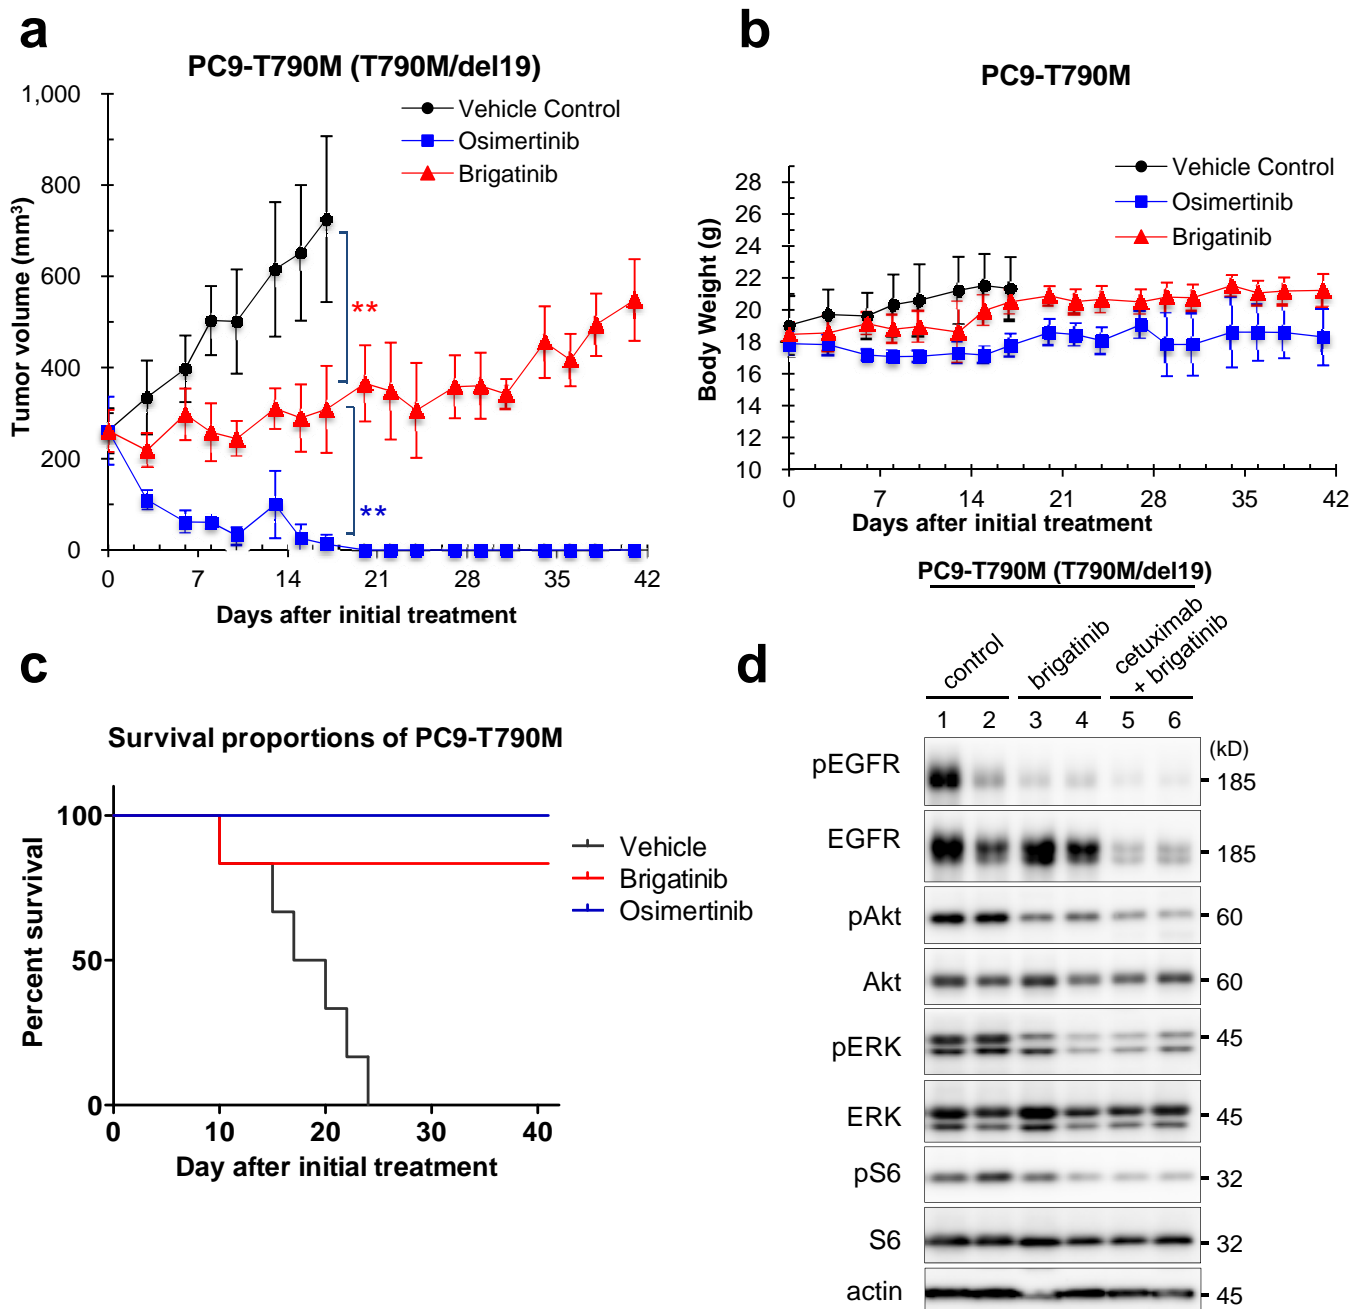 a
PC9-T790M (T790M/del19)
Tumor volume (mm³)
1,000
800
600
400
200
0
Vehicle Control
Osimertinib
Brigatinib
**
**
0 7 14 21 28 35 42
Days after initial treatment
b
PC9-T790M
Body Weight (g)
28
26
24
22
20
18
16
14
12
10
Vehicle Control
Osimertinib
Brigatinib
0 7 14 21 28 35 42
Days after initial treatment
c
Survival proportions of PC9-T790M
Percent survival
100
50
0
Vehicle
Brigatinib
Osimertinib
0 10 20 30 40
Day after initial treatment
d
PC9-T790M (T790M/del19)
control
brigatinib
cetuximab
+ brigatinib
1 2 3 4 5 6
(kD)
pEGFR 185
EGFR 185
pAkt 60
Akt 60
pERK 45
ERK 45
pS6 32
S6 32
actin 45